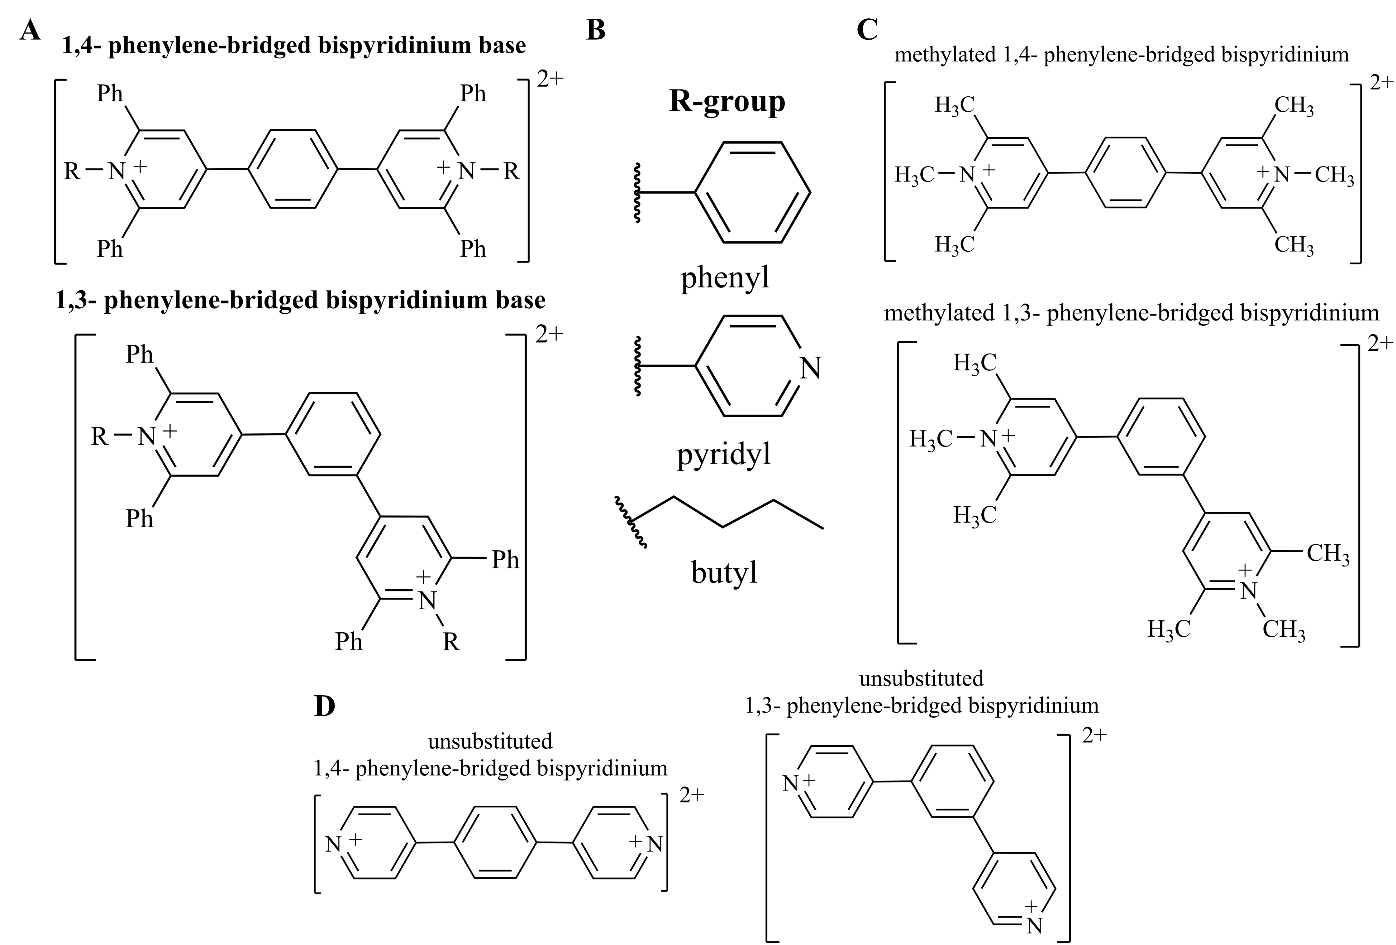 A
1,4- phenylene-bridged bispyridinium base
2+
Ph
Ph
R
N
+
+
N
R
Ph
Ph
1,3- phenylene-bridged bispyridinium base
2+
Ph
R
N
+
Ph
+
Ph
N
Ph
R
B
R-group
phenyl
N
pyridyl
butyl
C
methylated 1,4- phenylene-bridged bispyridinium
2+
H₃C
CH₃
H₃C
N
+
+
N
CH₃
H₃C
CH₃
methylated 1,3- phenylene-bridged bispyridinium
2+
H₃C
H₃C
N
+
H₃C
CH₃
+
N
H₃C
CH₃
D
unsubstituted
1,4- phenylene-bridged bispyridinium
2+
N
+
+
N
unsubstituted
1,3- phenylene-bridged bispyridinium
2+
N
+
+
N